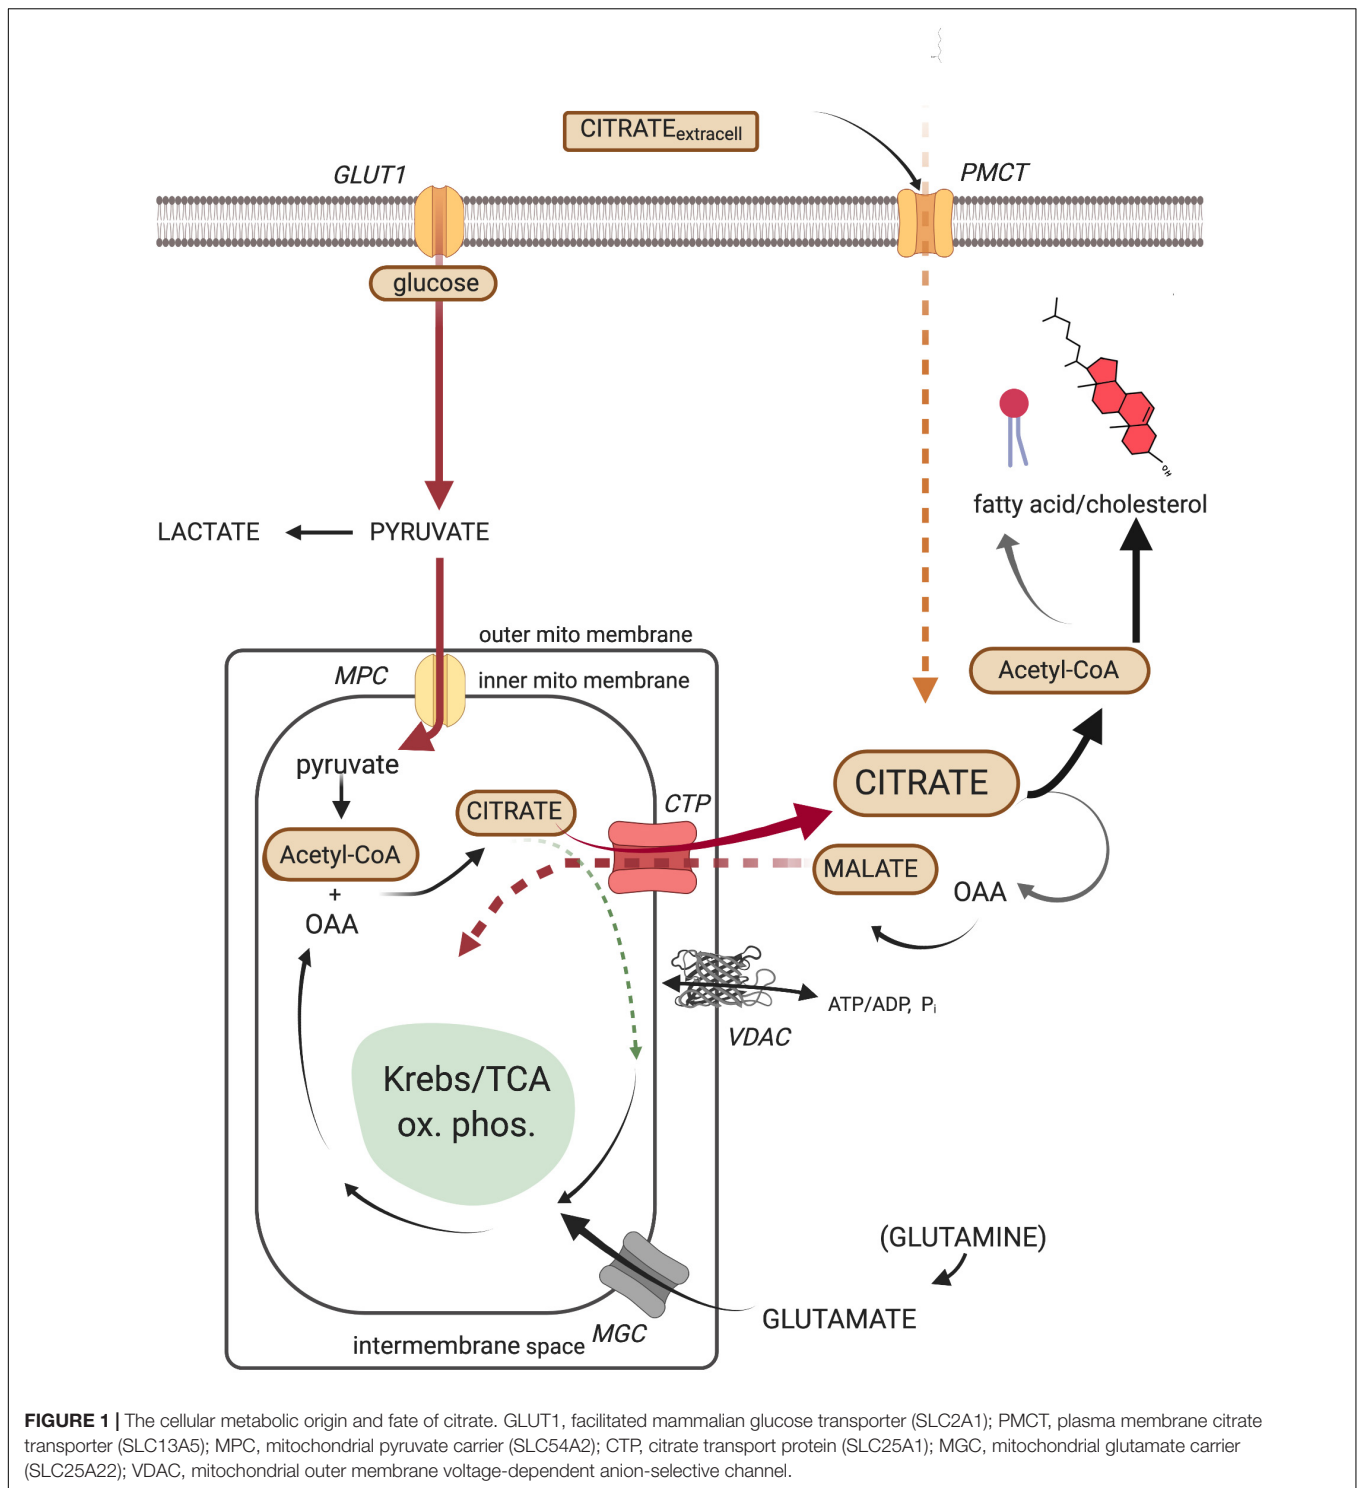 CITRATEextracell
GLUT1
PMCT
glucose
OH
fatty acid/cholesterol
LACTATE
PYRUVATE
outer mito membrane
MPC
inner mito membrane
Acetyl-CoA
pyruvate
CITRATE
CTP
CITRATE
Acetyl-CoA
MALATE
+
OAA
OAA
ATP/ADP, Pi
VDAC
Krebs/TCA
ox. phos.
(GLUTAMINE)
GLUTAMATE
MGC
intermembrane space
FIGURE 1 | The cellular metabolic origin and fate of citrate. GLUT1, facilitated mammalian glucose transporter (SLC2A1); PMCT, plasma membrane citrate
transporter (SLC13A5); MPC, mitochondrial pyruvate carrier (SLC54A2); CTP, citrate transport protein (SLC25A1); MGC, mitochondrial glutamate carrier
(SLC25A22); VDAC, mitochondrial outer membrane voltage-dependent anion-selective channel.